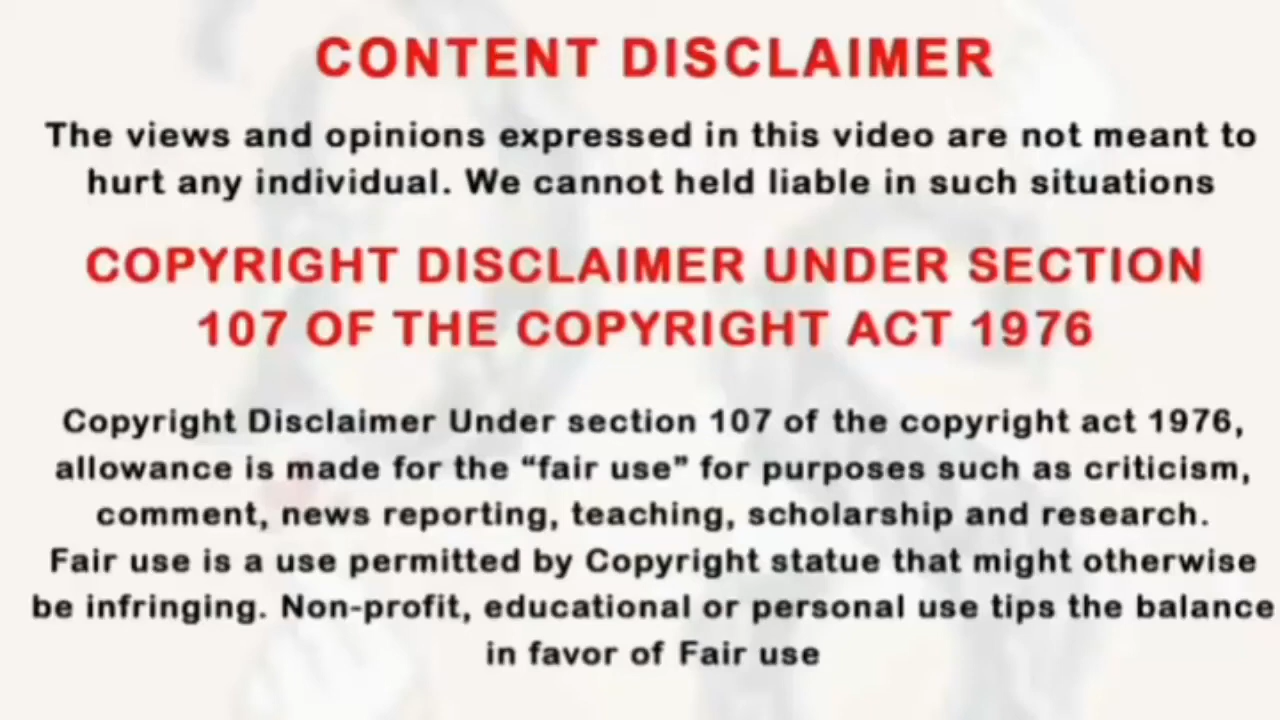 CONTENT DISCLAIMER
The views and opinions expressed in this video are not meant to
hurt any individual. We cannot held liable in such situations
COPYRIGHT DISCLAIMER UNDER SECTION
107 OF THE COPYRIGHT ACT 1976
Copyright Disclaimer Under section 107 of the copyright act 1976,
allowance is made for the “fair use” for purposes such as criticism,
comment, news reporting, teaching, scholarship and research.
Fair use is a use permitted by Copyright statue that might otherwise
be infringing. Non-profit, educational or personal use tips the balance
in favor of Fair use